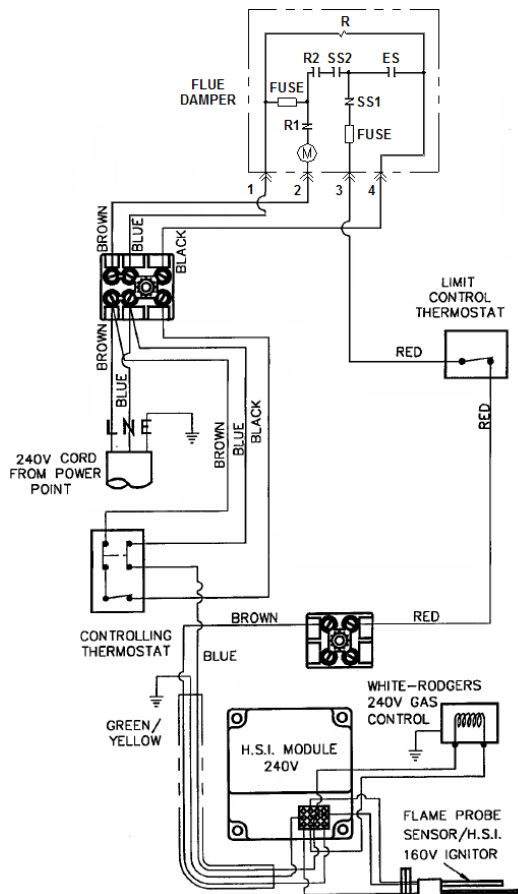 R
R2 SS2 ES
FLUE
DAMPER
FUSE
SS1
R1
FUSE
M
1 2 3 4
BROWN
BLUE
BLACK
LIMIT
CONTROL
THERMOSTAT
RED
BROWN
BLUE
RED
L N E
BROWN
BLUE
BLACK
240V CORD
FROM POWER
POINT
CONTROLLING
THERMOSTAT
BROWN
RED
BLUE
GREEN/
YELLOW
WHITE-RODGERS
240V GAS
CONTROL
H.S.I. MODULE
240V
FLAME PROBE
SENSOR/H.S.I.
160V IGNITOR